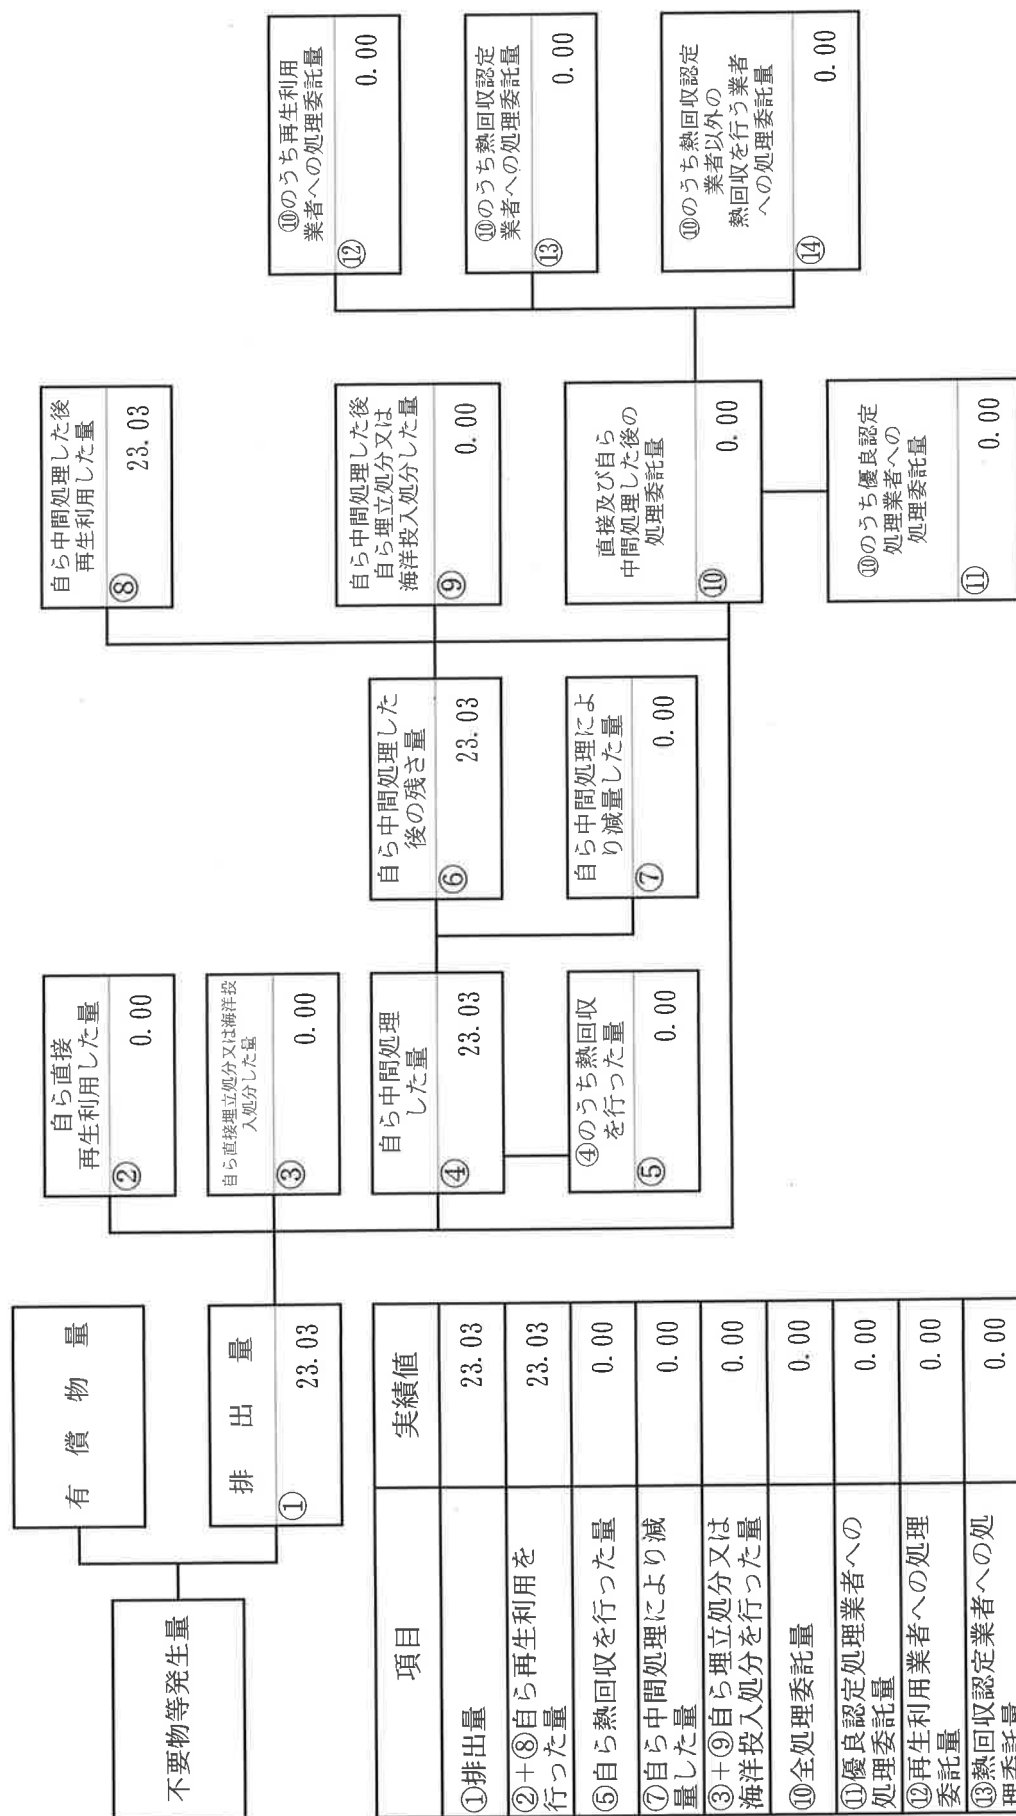 不要物等発生量
有償物量
排出量
①
23.03
自ら直接
再生利用した量
②
0.00
自ら直接埋立処分又は海洋投
入処分した量
③
0.00
自ら中間処理
した量
④
23.03
④のうち熱回収
を行った量
⑤
0.00
自ら中間処理した
後の残さ量
⑥
23.03
自ら中間処理によ
り減量した量
⑦
0.00
自ら中間処理した後
再生利用した量
⑧
23.03
自ら中間処理した後
自ら埋立処分又は
海洋投入処分した量
⑨
0.00
直接及び自ら
中間処理した後の
処理委託量
⑩
0.00
⑩のうち優良認定
処理業者への
処理委託量
⑪
0.00
⑩のうち再生利用
業者への処理委託量
⑫
0.00
⑩のうち熱回収認定
業者への処理委託量
⑬
0.00
⑩のうち熱回収認定
業者以外の
熱回収を行う業者
への処理委託量
⑭
0.00
項目 実績値
①排出量 23.03
②+⑧自ら再生利用を
行った量 23.03
⑤自ら熱回収を行った量 0.00
⑦自ら中間処理により減
量した量 0.00
③+⑨自ら埋立処分又は
海洋投入処分を行った量 0.00
⑩全処理委託量 0.00
⑪優良認定処理業者への
処理委託量 0.00
⑫再生利用業者への処理
委託量 0.00
⑬熱回収認定業者への処
理委託量 0.00